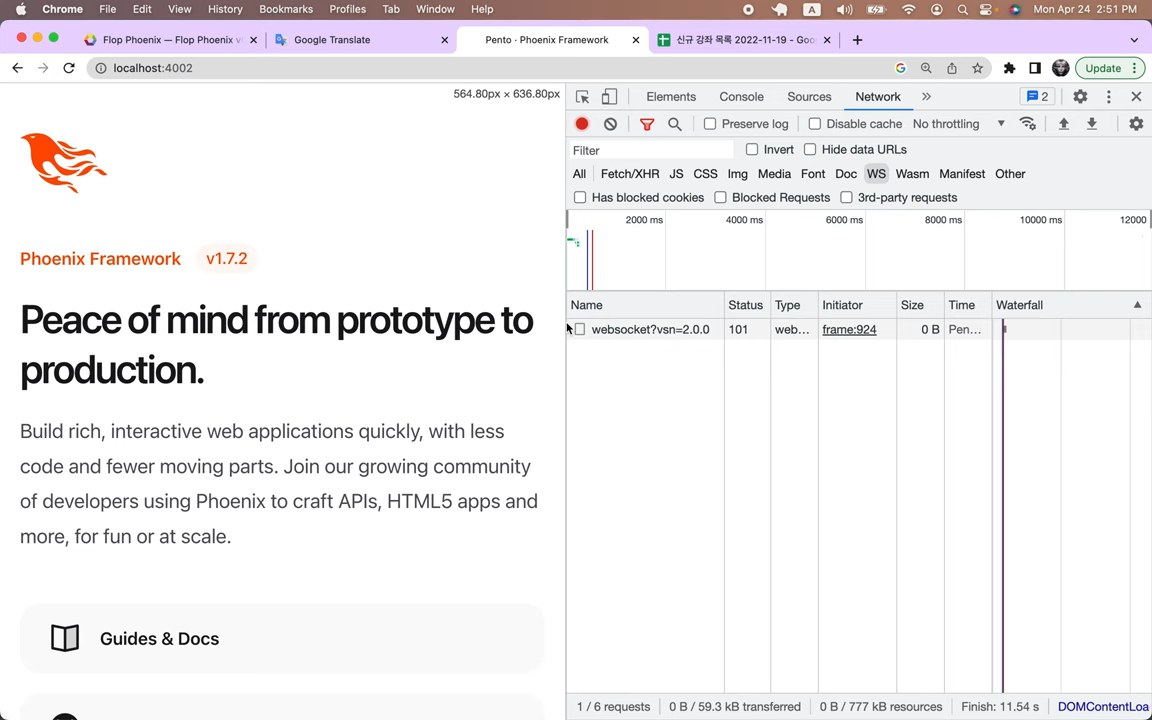 Chrome File Edit View History Bookmarks Profiles Tab Window Help A Mon Apr 24 2:51 PM
Flop Phoenix — Flop Phoenix v Google Translate Pento · Phoenix Framework 신규 강좌 목록 2022-11-19 - Goo
localhost:4002 Update
564.80px × 636.80px
Elements Console Sources Network 2
Preserve log Disable cache No throttling
Filter Invert Hide data URLs
All Fetch/XHR JS CSS Img Media Font Doc WS Wasm Manifest Other
Has blocked cookies Blocked Requests 3rd-party requests
2000 ms 4000 ms 6000 ms 8000 ms 10000 ms 12000
Name Status Type Initiator Size Time Waterfall
websocket?vsn=2.0.0 101 web... frame:924 0 B Pen...
Phoenix Framework v1.7.2
Peace of mind from prototype to
production.
Build rich, interactive web applications quickly, with less
code and fewer moving parts. Join our growing community
of developers using Phoenix to craft APIs, HTML5 apps and
more, for fun or at scale.
Guides & Docs
1 / 6 requests 0 B / 59.3 kB transferred 0 B / 777 kB resources Finish: 11.54 s DOMContentLoa